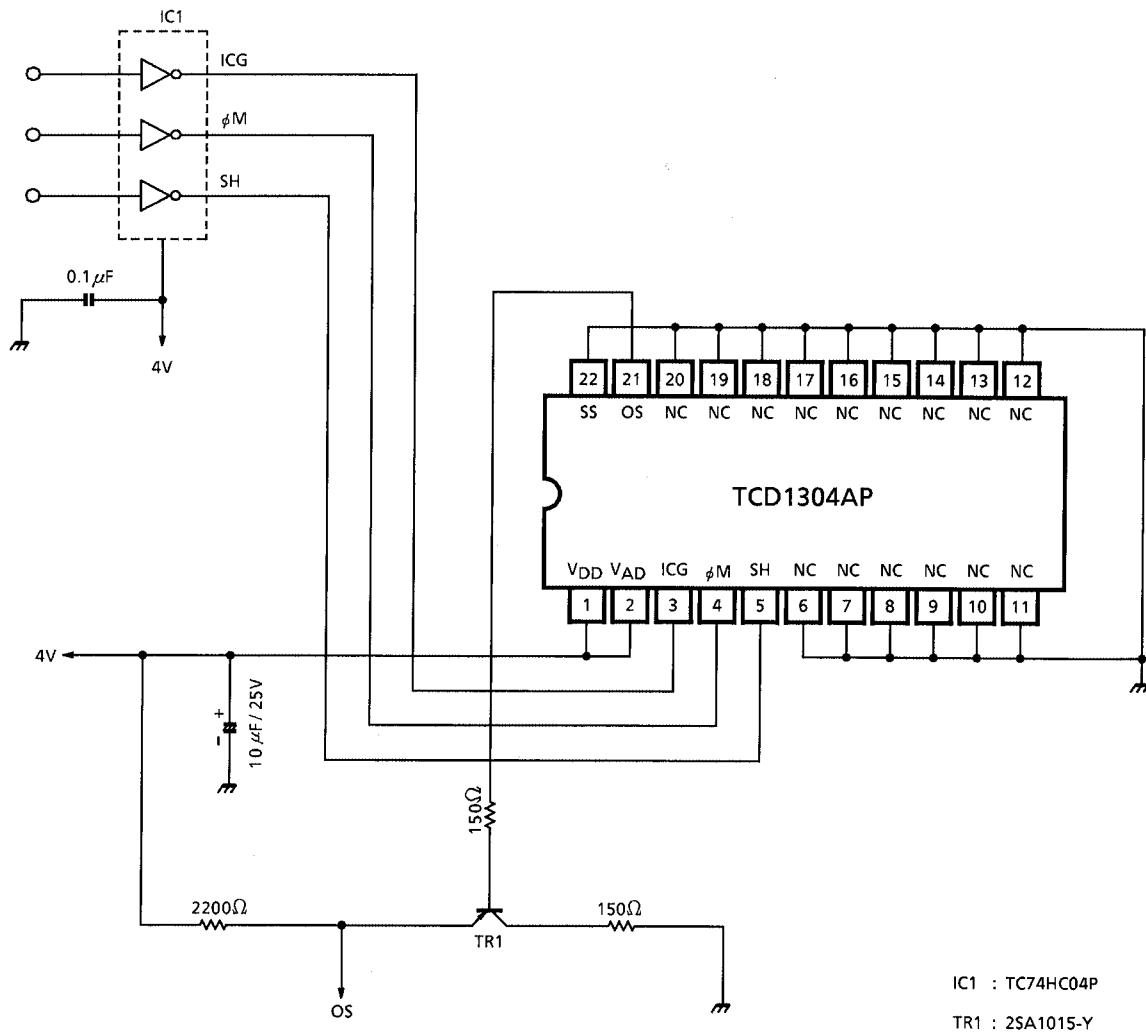 IC1
ICG
φM
SH
0.1μF
4V
22 21 20 19 18 17 16 15 14 13 12
SS OS NC NC NC NC NC NC NC NC NC
TCD1304AP
VDD VAD ICG φM SH NC NC NC NC NC NC
1 2 3 4 5 6 7 8 9 10 11
4V
- +
10 μF/25V
150Ω
2200Ω
150Ω
TR1
OS
IC1 : TC74HC04P
TR1 : 2SA1015-Y